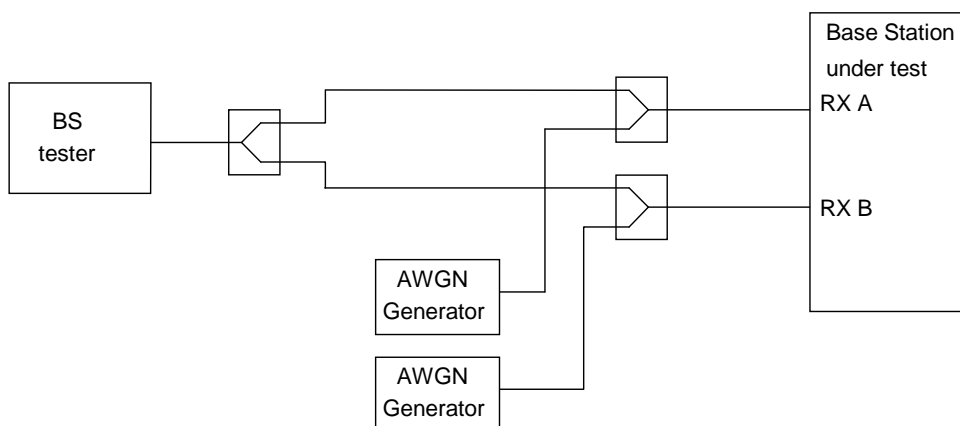 BS
tester
Base Station
under test
RX A
RX B
AWGN
Generator
AWGN
Generator